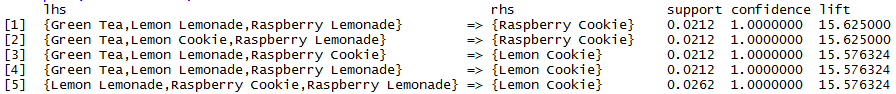 lhs rhs support confidence lift
[1] {Green Tea,Lemon Lemonade,Raspberry Lemonade} => {Raspberry Cookie} 0.0212 1.0000000 15.625000
[2] {Green Tea,Lemon Cookie,Raspberry Lemonade} => {Raspberry Cookie} 0.0212 1.0000000 15.625000
[3] {Green Tea,Lemon Lemonade,Raspberry Cookie} => {Lemon Cookie} 0.0212 1.0000000 15.576324
[4] {Green Tea,Lemon Lemonade,Raspberry Lemonade} => {Lemon Cookie} 0.0212 1.0000000 15.576324
[5] {Lemon Lemonade,Raspberry Cookie,Raspberry Lemonade} => {Lemon Cookie} 0.0262 1.0000000 15.576324